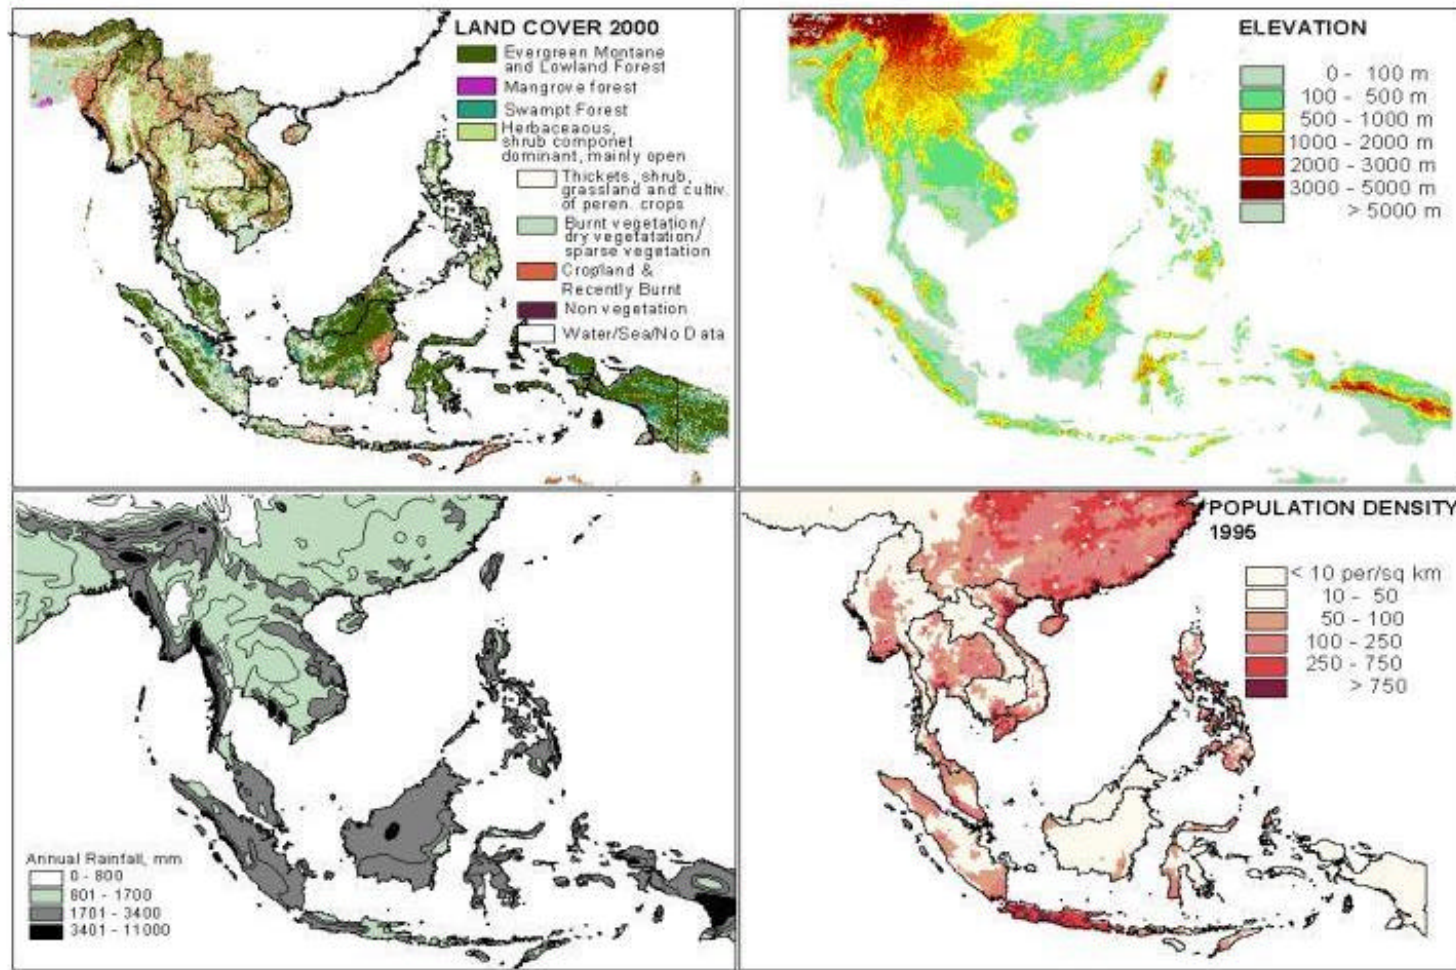 LAND COVER 2000
Evergreen Montane
and Lowland Forest
Mangrove forest
Swampt Forest
Herbaceaous,
shrub componet
dominant, mainly open
Thickets, shrub,
grassland and cultiv.
of peren. crops
Burnt vegetation/
dry vegetatation/
sparse vegetation
Cropland &
Recently Burnt
Non vegetation
Water/Sea/No Data
ELEVATION
0 - 100 m
100 - 500 m
500 - 1000 m
1000 - 2000 m
2000 - 3000 m
3000 - 5000 m
> 5000 m
Annual Rainfall, mm
0 - 800
801 - 1700
1701 - 3400
3401 - 11000
POPULATION DENSITY
1995
< 10 per/sq km
10 - 50
50 - 100
100 - 250
250 - 750
> 750